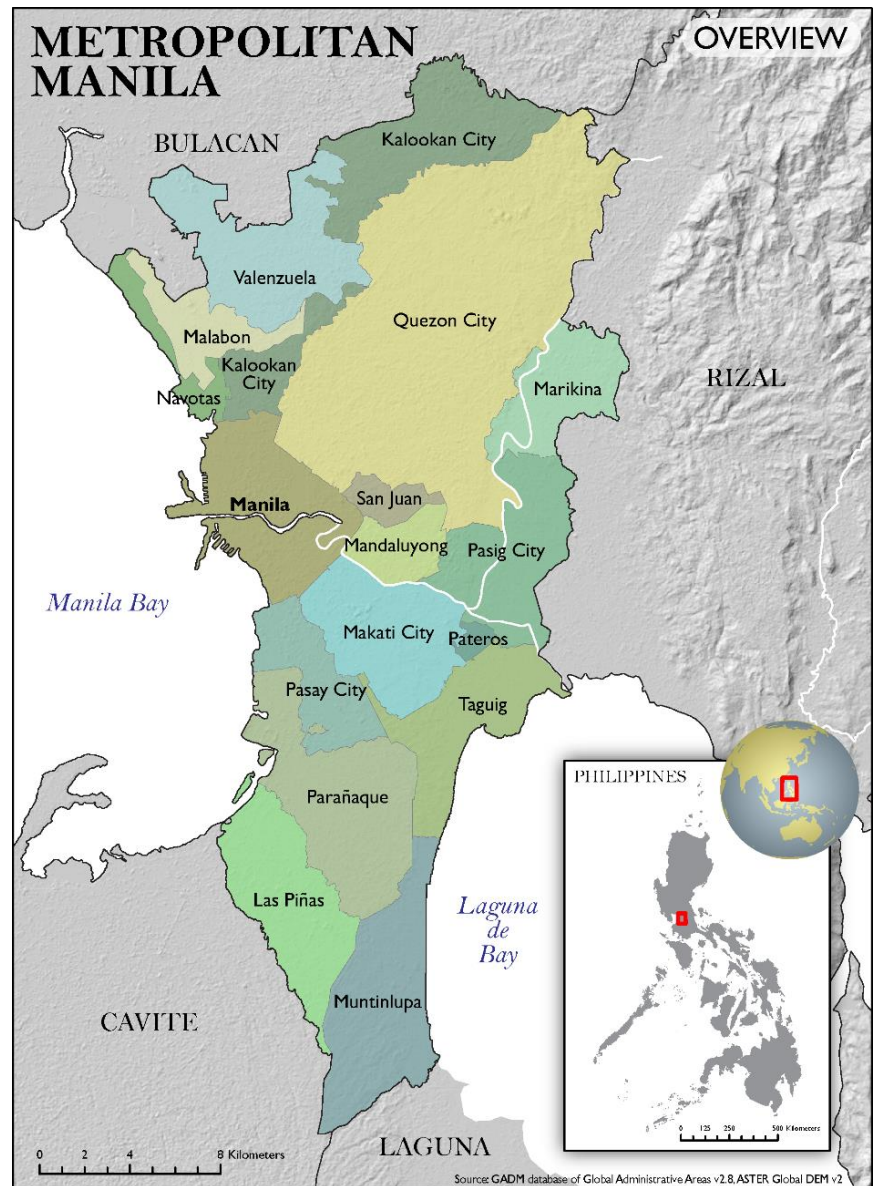 METROPOLITAN
MANILA
OVERVIEW
BULACAN
Kalookan City
Valenzuela
Quezon City
Malabon
Kalookan
City
Navotas
Marikina
RIZAL
Manila
San Juan
Mandaluyong
Pasig City
Manila Bay
Makati City
Pateros
Pasay City
Taguig
Parañaque
Las Piñas
Laguna
de
Bay
Muntinlupa
CAVITE
LAGUNA
PHILIPPINES
0 125 250 500 Kilometers
0 2 4 8 Kilometers
Source: GADM database of Global Administrative Areas v2.8, ASTER Global DEM v2